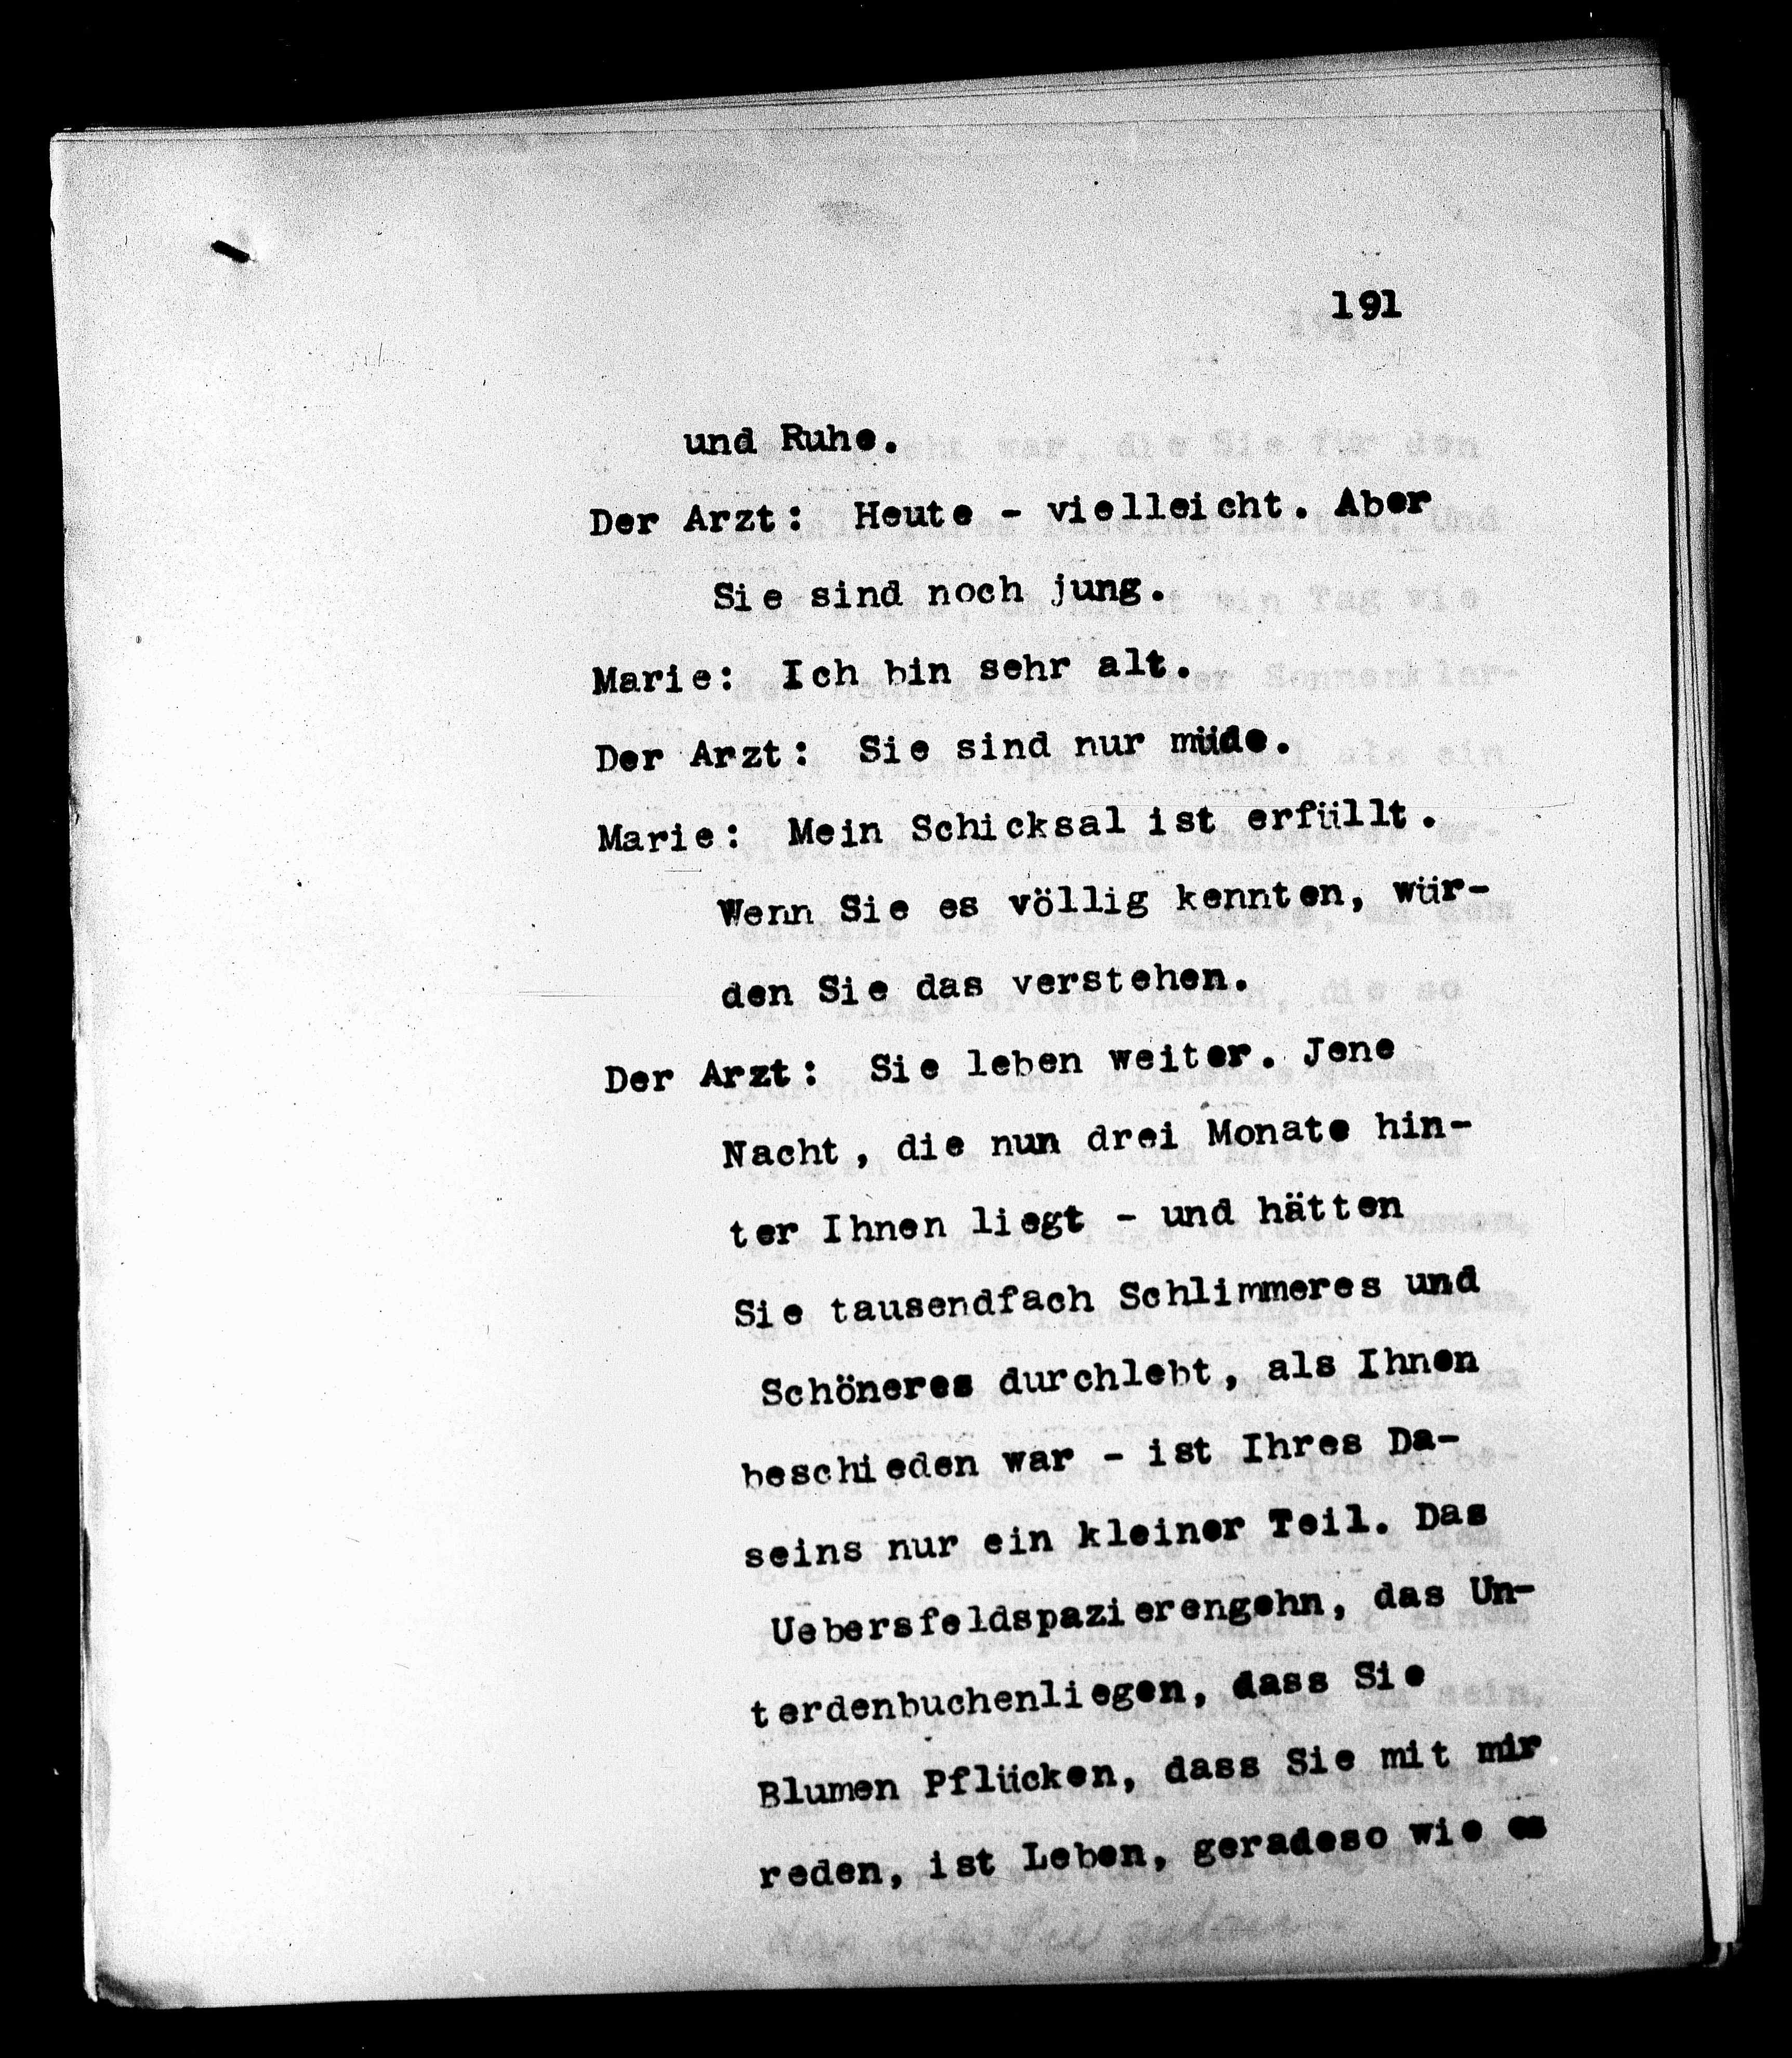 191
und Ruhe.
Der Arzt: Heute - vielleicht. Aber
Sie sind noch jung.
Marie: Ich bin sehr alt.
Der Arzt: Sie sind nur müde.
Marie: Mein Schicksal ist erfüllt.
Wenn Sie es völlig kennten, wür-
den Sie das verstehen.
Der Arzt: Sie leben weiter. Jene
Nacht, die nun drei Monate hin-
ter Ihnen liegt - und hätten
Sie tausendfach Schlimmeres und
Schöneres durchlebt, als Ihnen
beschieden war - ist Ihres Da-
seins nur ein kleiner Teil. Das
Uebersfeldspazierengehn, das Un-
terdenbuchenliegen, dass Sie
Blumen Pflücken, dass Sie mit mir
reden, ist Leben, geradeso wie es